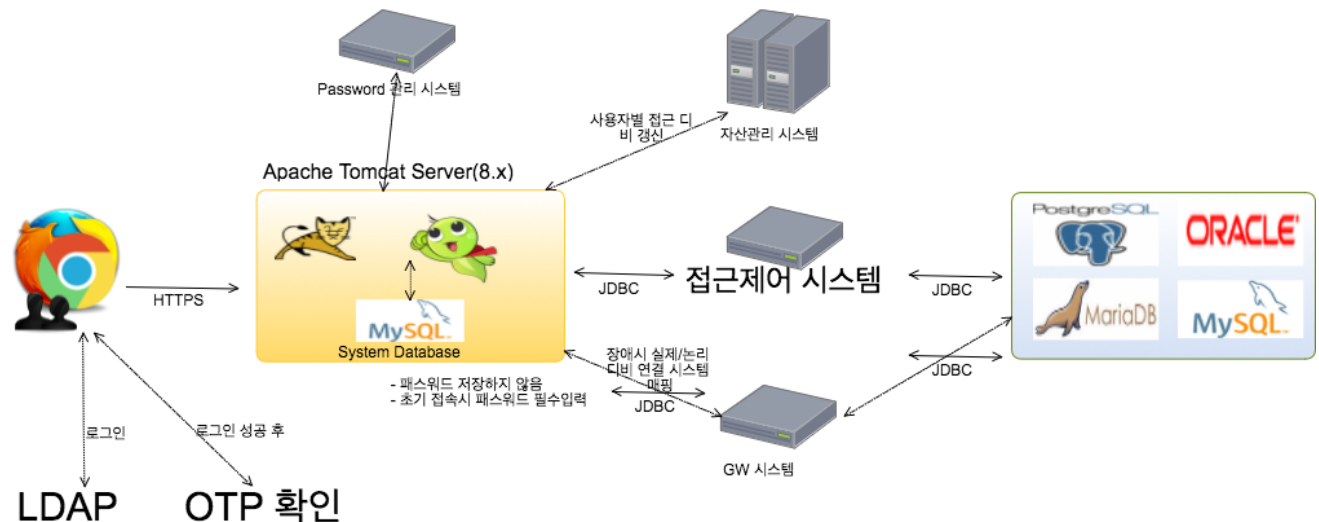 Password 관리 시스템
사용자별 접근 디
비 갱신
자산관리 시스템
Apache Tomcat Server(8.x)
PostgreSQL
ORACLE
HTTPS
JDBC
접근제어 시스템
JDBC
MySQL
System Database
MariaDB
MySQL
- 패스워드 저장하지 않음
- 초기 접속시 패스워드 필수입력
장애시 실제/논리
디비 연결 시스템
매핑
JDBC
JDBC
GW 시스템
로그인
로그인 성공 후
LDAP
OTP 확인